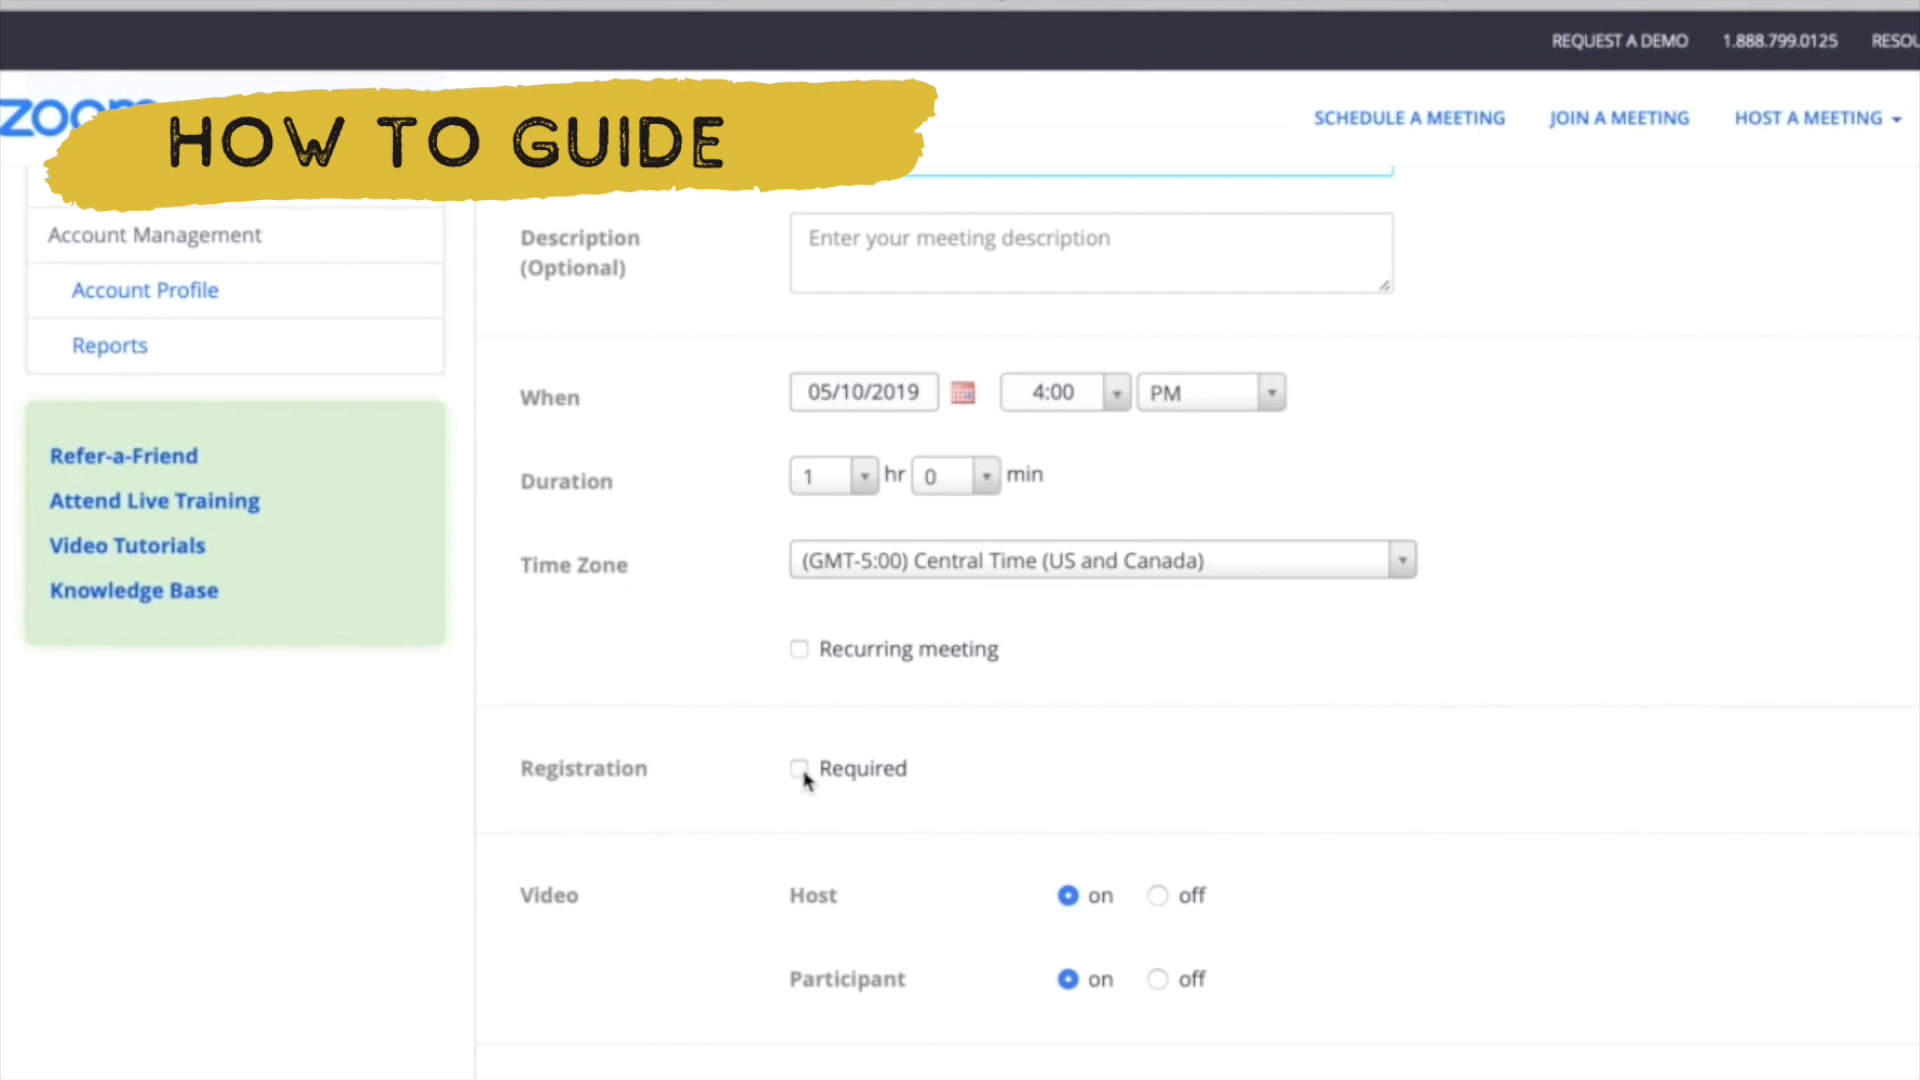 REQUEST A DEMO 1.888.799.0125 RESOU
zoom
HOW TO GUIDE
SCHEDULE A MEETING JOIN A MEETING HOST A MEETING
Account Management
Account Profile
Reports
Refer-a-Friend
Attend Live Training
Video Tutorials
Knowledge Base
Description
(Optional)
Enter your meeting description
When 05/10/2019 4:00 PM
Duration 1 hr 0 min
Time Zone (GMT-5:00) Central Time (US and Canada)
Recurring meeting
Registration Required
Video Host on off
Participant on off